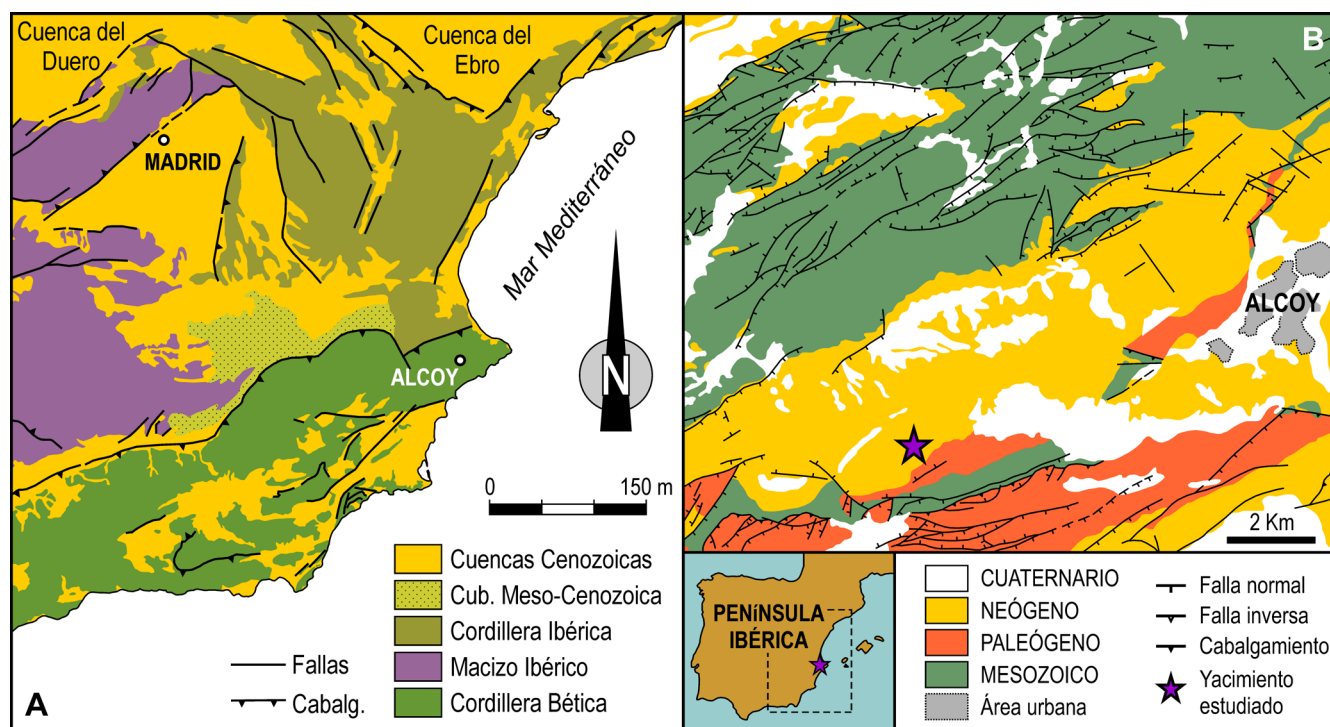 Cuenca del
Duero
Cuenca del
Ebro
MADRID
Mar Mediterráneo
ALCOY
N
0 150 m
Cuencas Cenozoicas
Cub. Meso-Cenozoica
Cordillera Ibérica
Macizo Ibérico
Cordillera Bética
Fallas
Cabalg.
A
B
ALCOY
2 Km
PENíNSULA
IBÉRICA
CUATERNARIO
NEÓGENO
PALEÓGENO
MESOZOICO
Área urbana
Falla normal
Falla inversa
Cabalgamiento
Yacimiento
estudiado